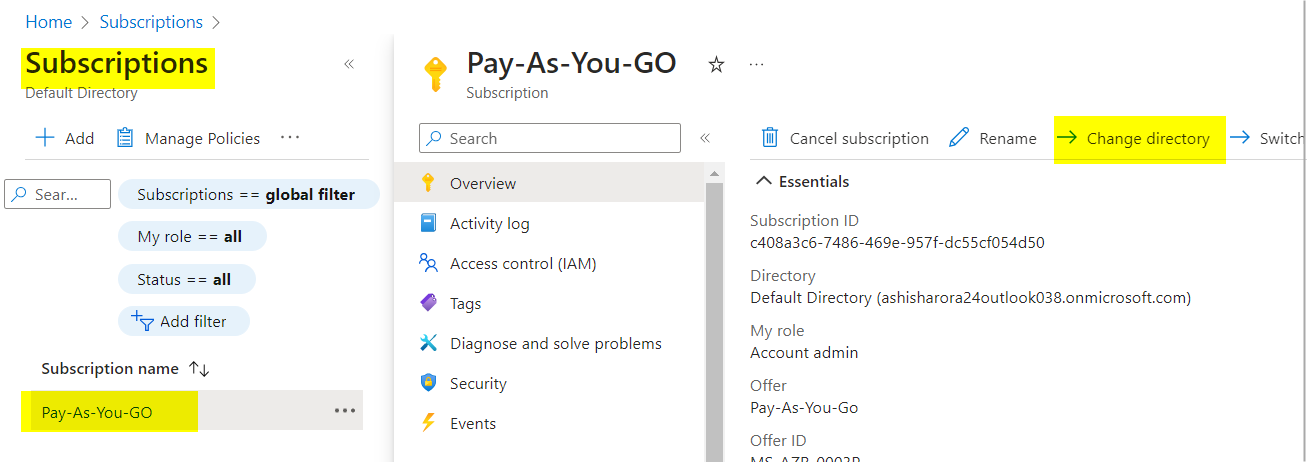 Home > Subscriptions >
Subscriptions
Default Directory
«
+ Add Manage Policies ...
Sear...
Subscriptions == global filter
My role == all
Status == all
Add filter
Subscription name ↑↓
Pay-As-You-GO ...
Pay-As-You-GO ☆ ...
Subscription
Search «
Overview
Activity log
Access control (IAM)
Tags
Diagnose and solve problems
Security
Events
Cancel subscription Rename → Change directory → Switch
Essentials
Subscription ID
c408a3c6-7486-469e-957f-dc55cf054d50
Directory
Default Directory (ashisharora24outlook038.onmicrosoft.com)
My role
Account admin
Offer
Pay-As-You-Go
Offer ID
MS-AZR-0003P